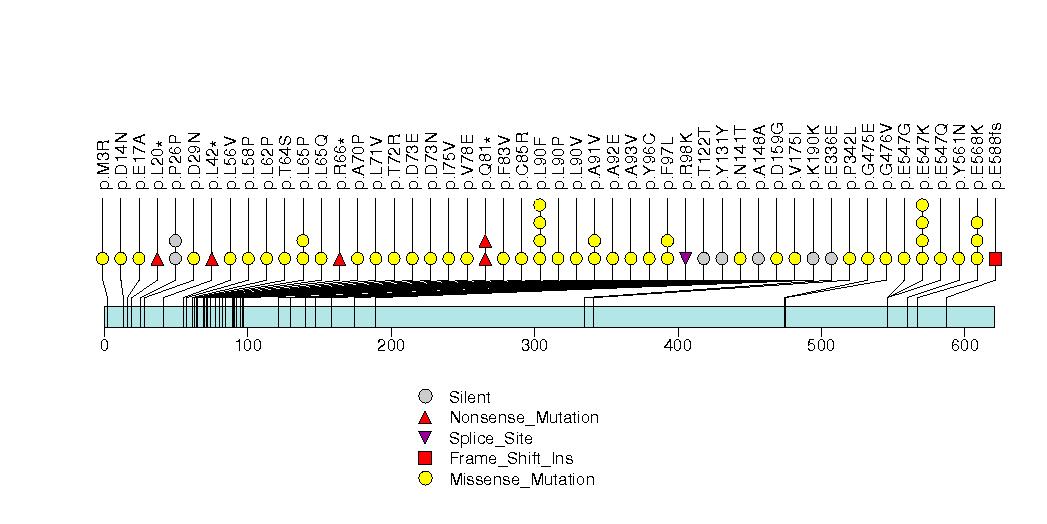 p.M3R
p.D14N
p.E17A
p.L20*
p.P26P
p.D29N
p.L42*
p.L56V
p.L58P
p.L62P
p.T64S
p.L65P
p.L65Q
p.R66*
p.A70P
p.L71V
p.T72R
p.D73E
p.D73N
p.I75V
p.V78E
p.Q81*
p.F83V
p.C85R
p.L90F
p.L90P
p.L90V
p.A91V
p.A92E
p.A93V
p.Y96C
p.F97L
p.R98K
p.T122T
p.Y131Y
p.N141T
p.A148A
p.D159G
p.V175I
p.K190K
p.E336E
p.P342L
p.G475E
p.G476V
p.E547G
p.E547K
p.E547Q
p.Y561N
p.E568K
p.E588fs
0 100 200 300 400 500 600
Silent
Nonsense_Mutation
Splice_Site
Frame_Shift_Ins
Missense_Mutation